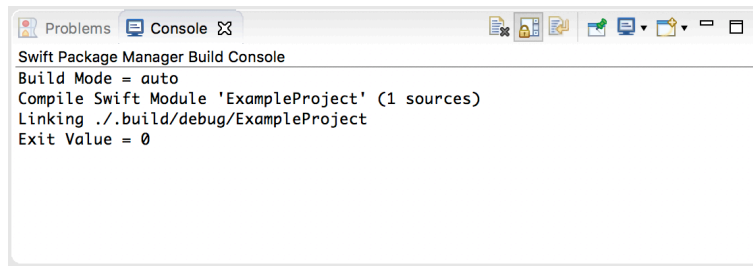 Problems Console
Swift Package Manager Build Console
Build Mode = auto
Compile Swift Module 'ExampleProject' (1 sources)
Linking ./.build/debug/ExampleProject
Exit Value = 0